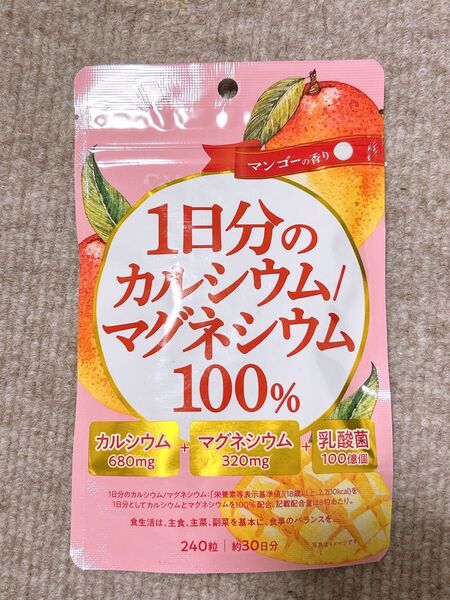 マンゴーの香り
1日分の
カルシウム/
マグネシウム
100%
カルシウム
680mg
+
マグネシウム
320mg
+
乳酸菌
100億個
1日分のカルシウム/マグネシウム:「栄養素等表示基準値」(18歳以上、2,200kcal)を
1日分としてカルシウムとマグネシウムを100%配合。記載配合量は8粒あたり。
食生活は、主食、主菜、副菜を基本に、食事のバランスを。
写真はイメージです。
240粒 | 約30日分